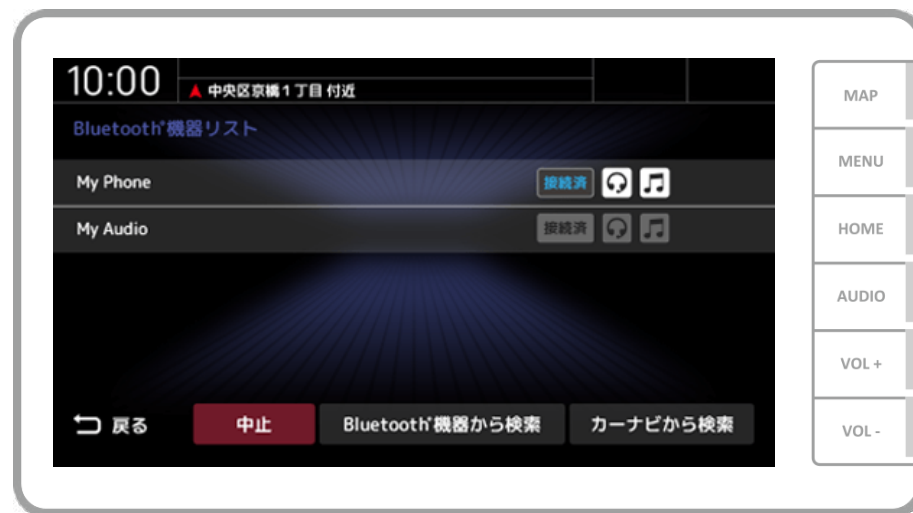 10:00
中央区京橋1丁目 付近
Bluetooth®機器リスト
My Phone 接続済
My Audio 接続済
戻る 中止 Bluetooth®機器から検索 カーナビから検索
MAP
MENU
HOME
AUDIO
VOL +
VOL -